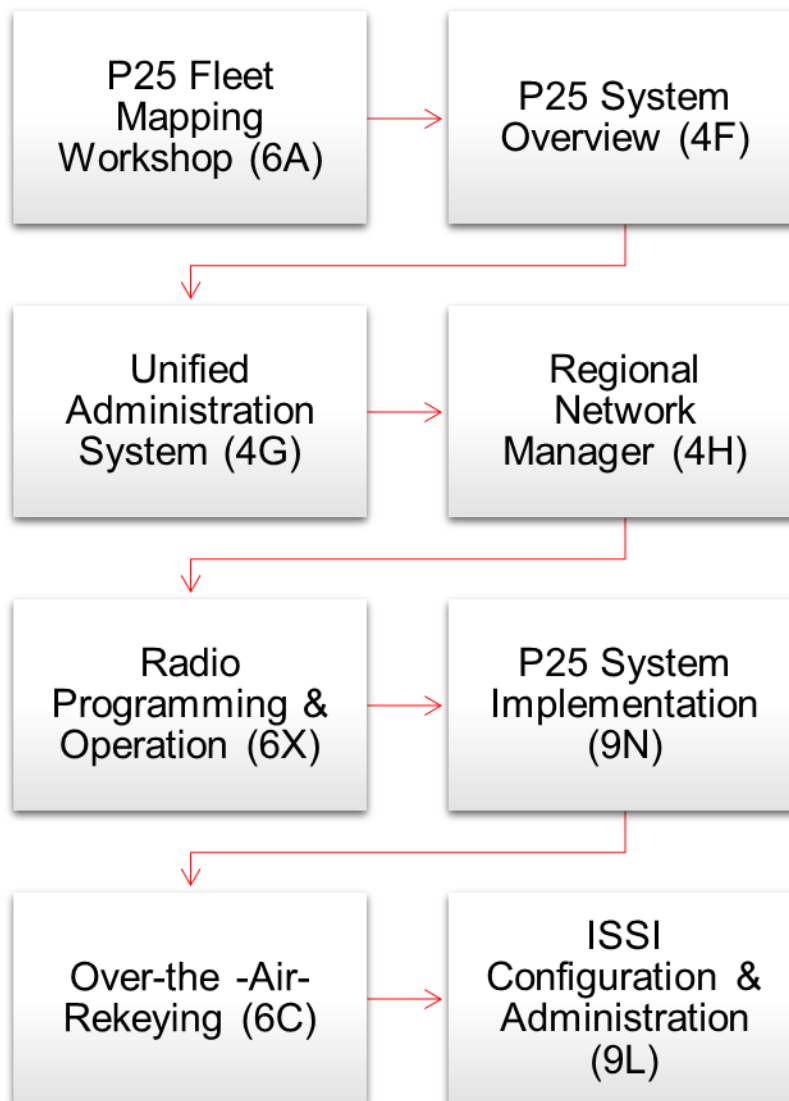 P25 Fleet
Mapping
Workshop (6A)
P25 System
Overview (4F)
Unified
Administration
System (4G)
Regional
Network
Manager (4H)
Radio
Programming &
Operation (6X)
P25 System
Implementation
(9N)
Over-the -Air-
Rekeying (6C)
ISSI
Configuration &
Administration
(9L)